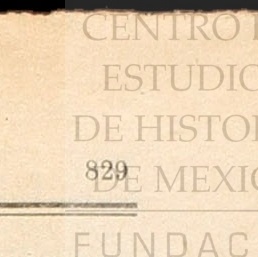 CENTRO
ESTUDIO
DE HISTO
829
DE MEXIC
FUNDAC